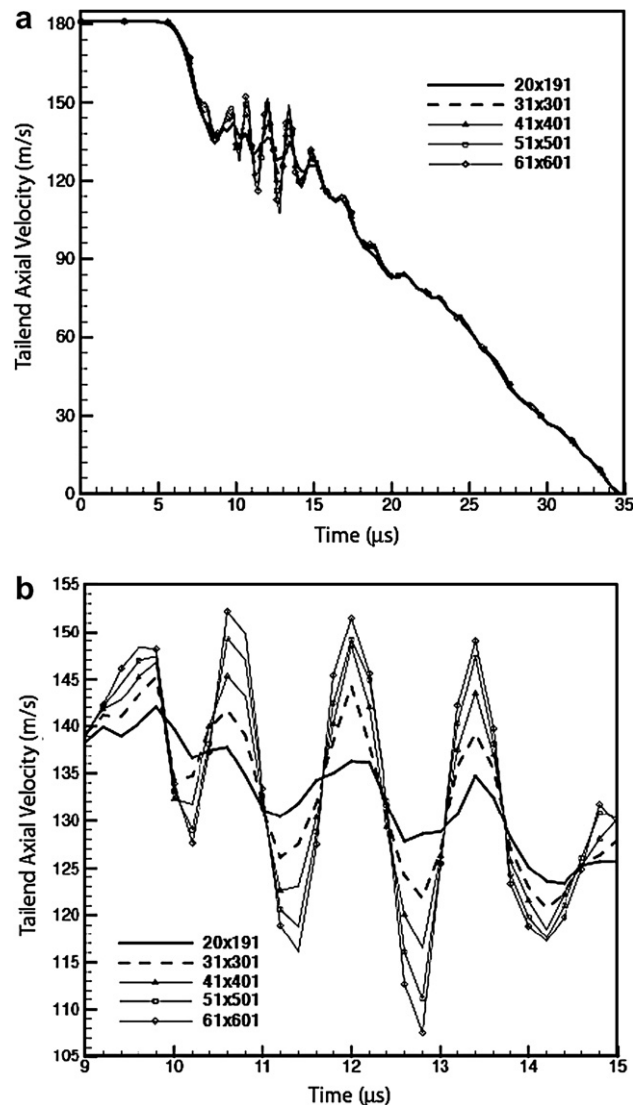 a
180
150
120
90
60
30
0
Tailend Axial Velocity (m/s)
20x191
31x301
41x401
51x501
61x601
0 5 10 15 20 25 30 35
Time (μs)
b
155
150
145
140
135
130
125
120
115
110
105
Tailend Axial Velocity (m/s)
20x191
31x301
41x401
51x501
61x601
9 10 11 12 13 14 15
Time (μs)